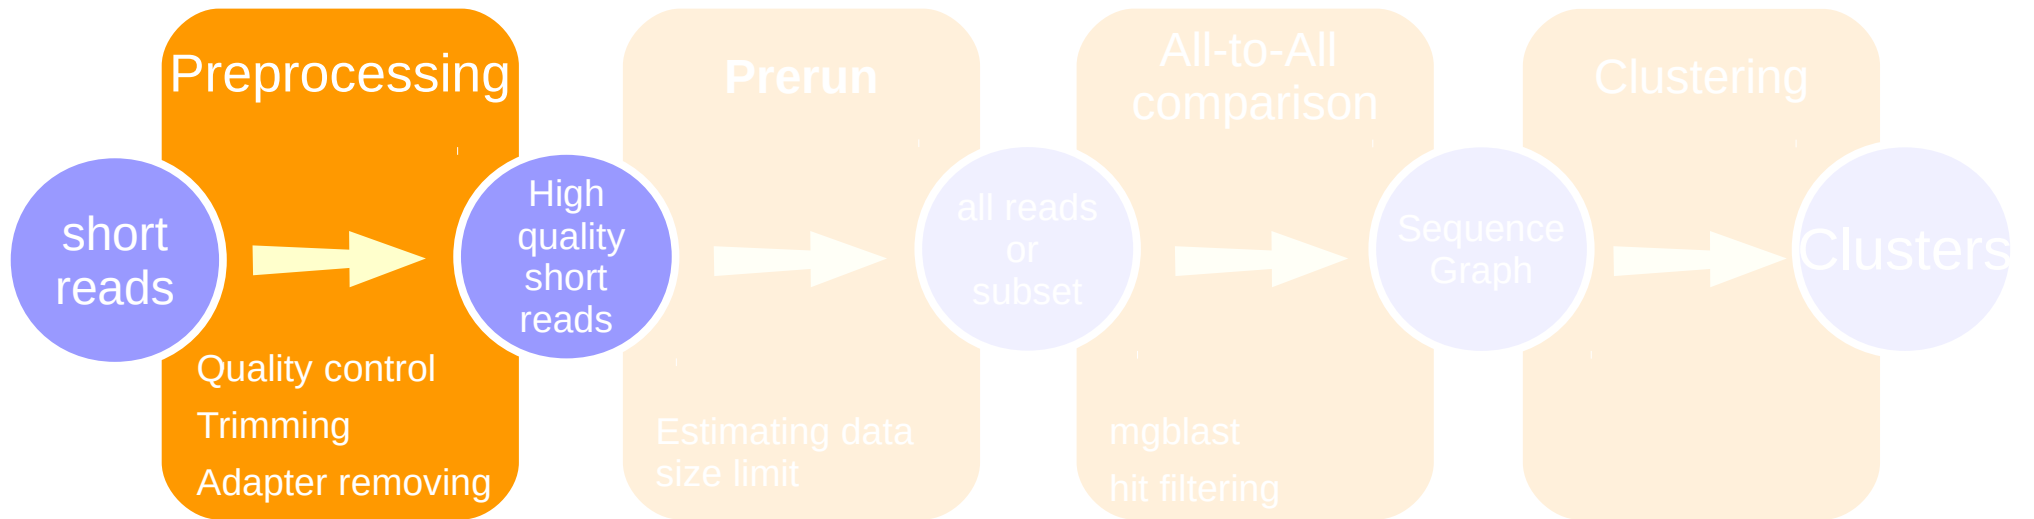 Preprocessing
short
reads
High
quality
short
reads
Quality control
Trimming
Adapter removing
Prerun
Estimating data
size limit
all reads
or
subset
All-to-All
comparison
mgblast
hit filtering
Sequence
Graph
Clustering
Clusters